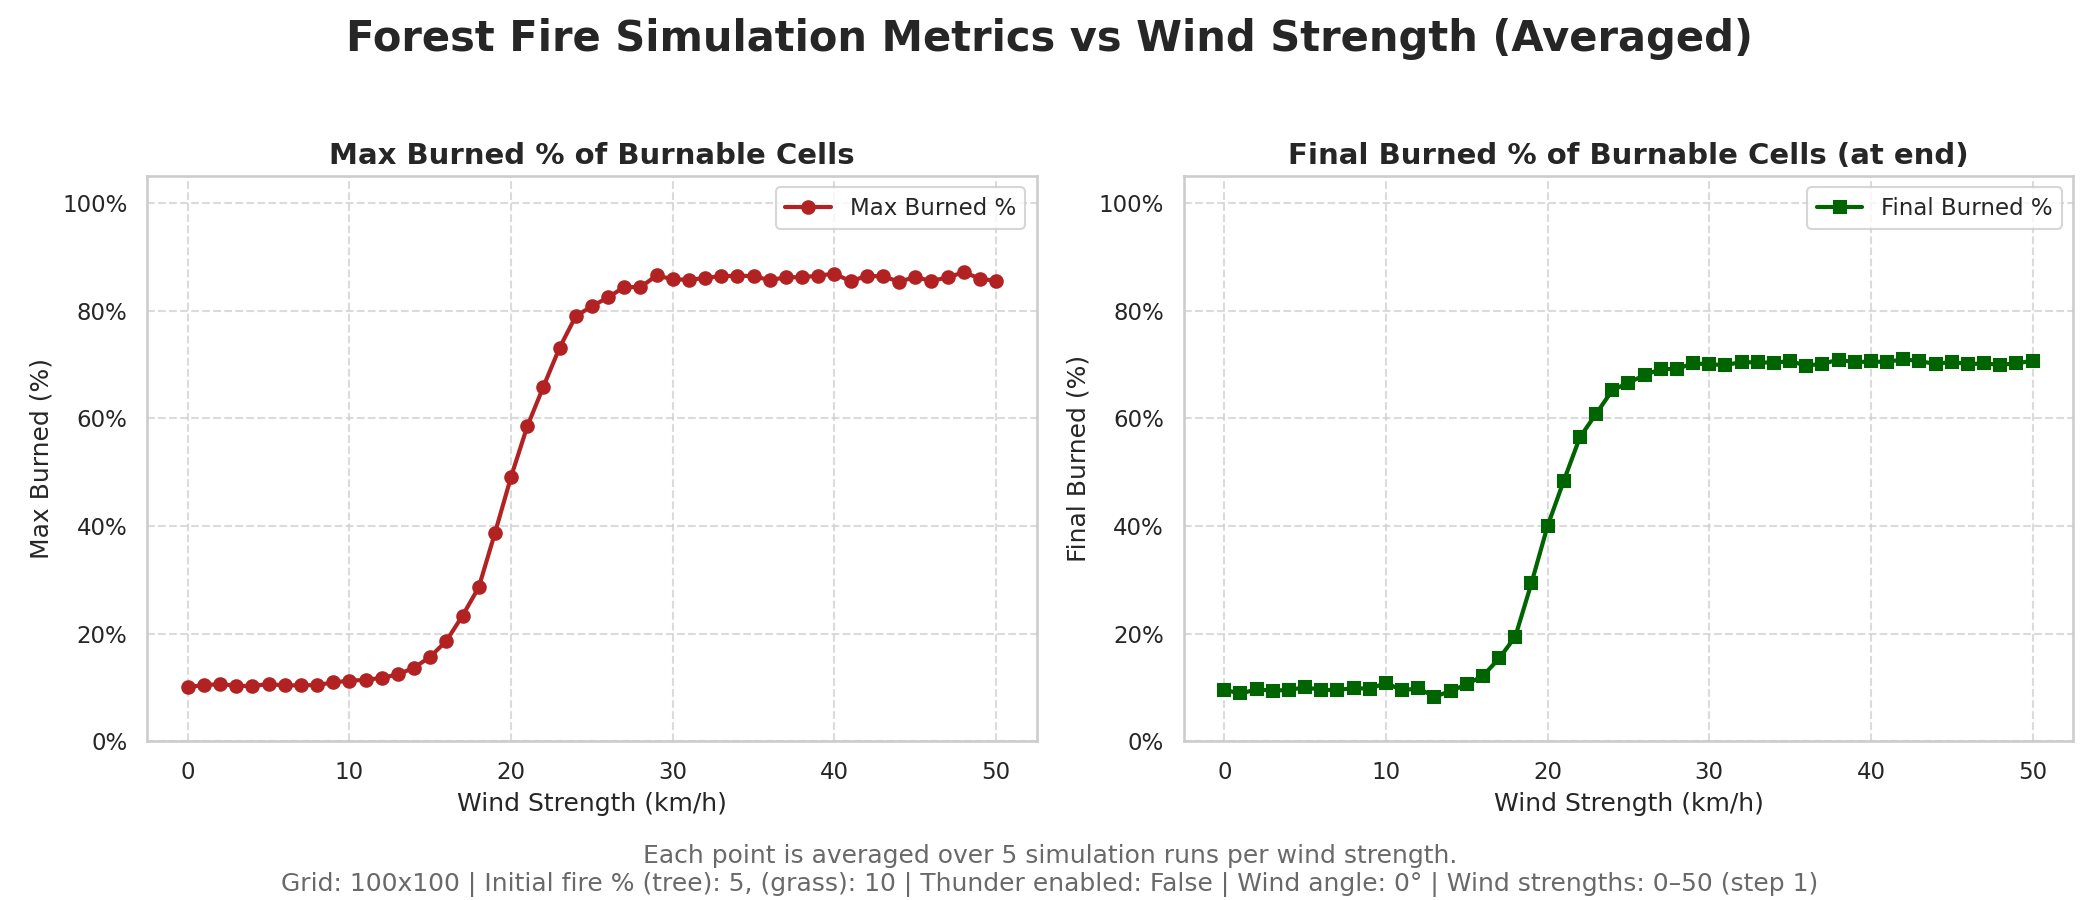 Forest Fire Simulation Metrics vs Wind Strength (Averaged)
Max Burned % of Burnable Cells
Max Burned %
Max Burned (%)
100%
80%
60%
40%
20%
0%
0 10 20 30 40 50
Wind Strength (km/h)
Final Burned % of Burnable Cells (at end)
Final Burned %
Final Burned (%)
100%
80%
60%
40%
20%
0%
0 10 20 30 40 50
Wind Strength (km/h)
Each point is averaged over 5 simulation runs per wind strength.
Grid: 100x100 | Initial fire % (tree): 5, (grass): 10 | Thunder enabled: False | Wind angle: 0° | Wind strengths: 0–50 (step 1)